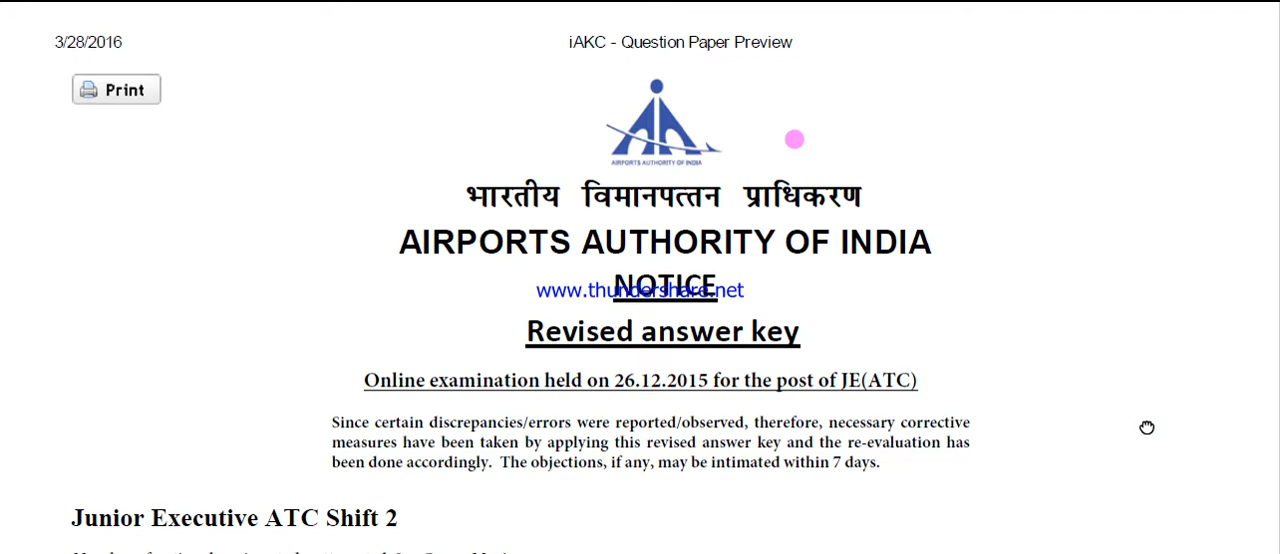 3/28/2016
iAKC - Question Paper Preview
Print
AIRPORTS AUTHORITY OF INDIA
भारतीय विमानपत्तन प्राधिकरण
AIRPORTS AUTHORITY OF INDIA
NOTICE
www.thundershare.net
Revised answer key
Online examination held on 26.12.2015 for the post of JE(ATC)
Since certain discrepancies/errors were reported/observed, therefore, necessary corrective
measures have been taken by applying this revised answer key and the re-evaluation has
been done accordingly. The objections, if any, may be intimated within 7 days.
Junior Executive ATC Shift 2